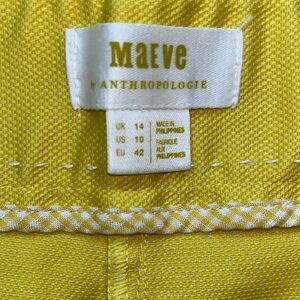 Maeve
BY ANTHROPOLOGIE
UK 14
US 10
EU 42
MADE IN
PHILIPPINES
FABRIQUÉ
AUX
PHILIPPINES